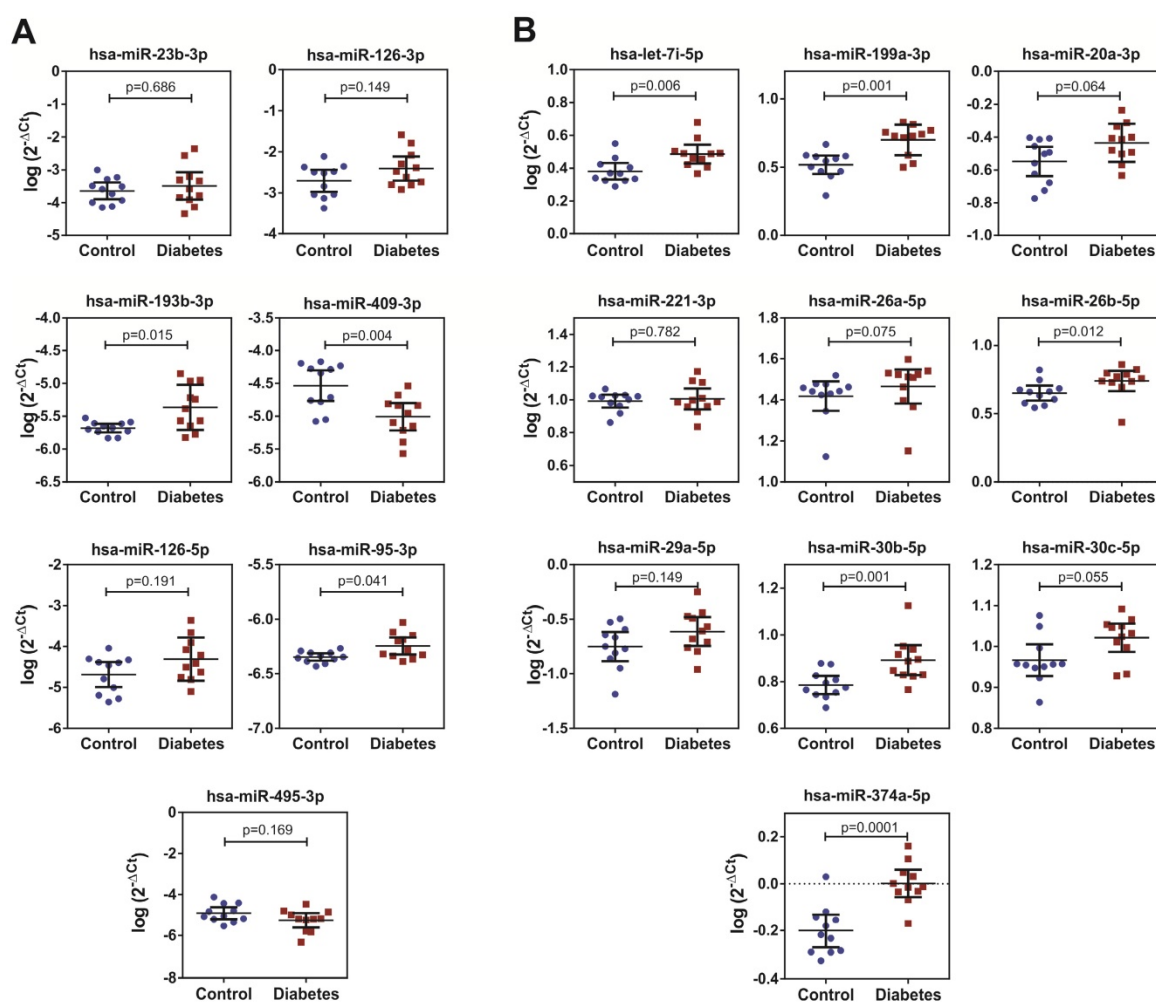 A
hsa-miR-23b-3p
p=0.686
log (2-ΔCt)
0
-1
-2
-3
-4
-5
Control Diabetes
hsa-miR-126-3p
p=0.149
0
-1
-2
-3
-4
Control Diabetes
hsa-miR-193b-3p
p=0.015
log (2-ΔCt)
-4.0
-4.5
-5.0
-5.5
-6.0
-6.5
Control Diabetes
hsa-miR-409-3p
p=0.004
-3.5
-4.0
-4.5
-5.0
-5.5
-6.0
Control Diabetes
hsa-miR-126-5p
p=0.191
log (2-ΔCt)
-2
-3
-4
-5
-6
Control Diabetes
hsa-miR-95-3p
p=0.041
-5.5
-6.0
-6.5
-7.0
Control Diabetes
hsa-miR-495-3p
p=0.169
log (2-ΔCt)
0
-2
-4
-6
-8
Control Diabetes
B
hsa-let-7i-5p
p=0.006
log (2-ΔCt)
1.0
0.8
0.6
0.4
0.2
0.0
Control Diabetes
hsa-miR-199a-3p
p=0.001
1.0
0.5
0.0
Control Diabetes
hsa-miR-20a-3p
p=0.064
0.0
-0.2
-0.4
-0.6
-0.8
-1.0
Control Diabetes
hsa-miR-221-3p
p=0.782
log (2-ΔCt)
1.4
1.2
1.0
0.8
0.6
Control Diabetes
hsa-miR-26a-5p
p=0.075
1.8
1.6
1.4
1.2
1.0
Control Diabetes
hsa-miR-26b-5p
p=0.012
1.0
0.5
0.0
Control Diabetes
hsa-miR-29a-5p
p=0.149
log (2-ΔCt)
0.0
-0.5
-1.0
-1.5
Control Diabetes
hsa-miR-30b-5p
p=0.001
1.2
1.0
0.8
0.6
Control Diabetes
hsa-miR-30c-5p
p=0.055
1.2
1.1
1.0
0.9
0.8
Control Diabetes
hsa-miR-374a-5p
p=0.0001
log (2-ΔCt)
0.2
0.0
-0.2
-0.4
Control Diabetes